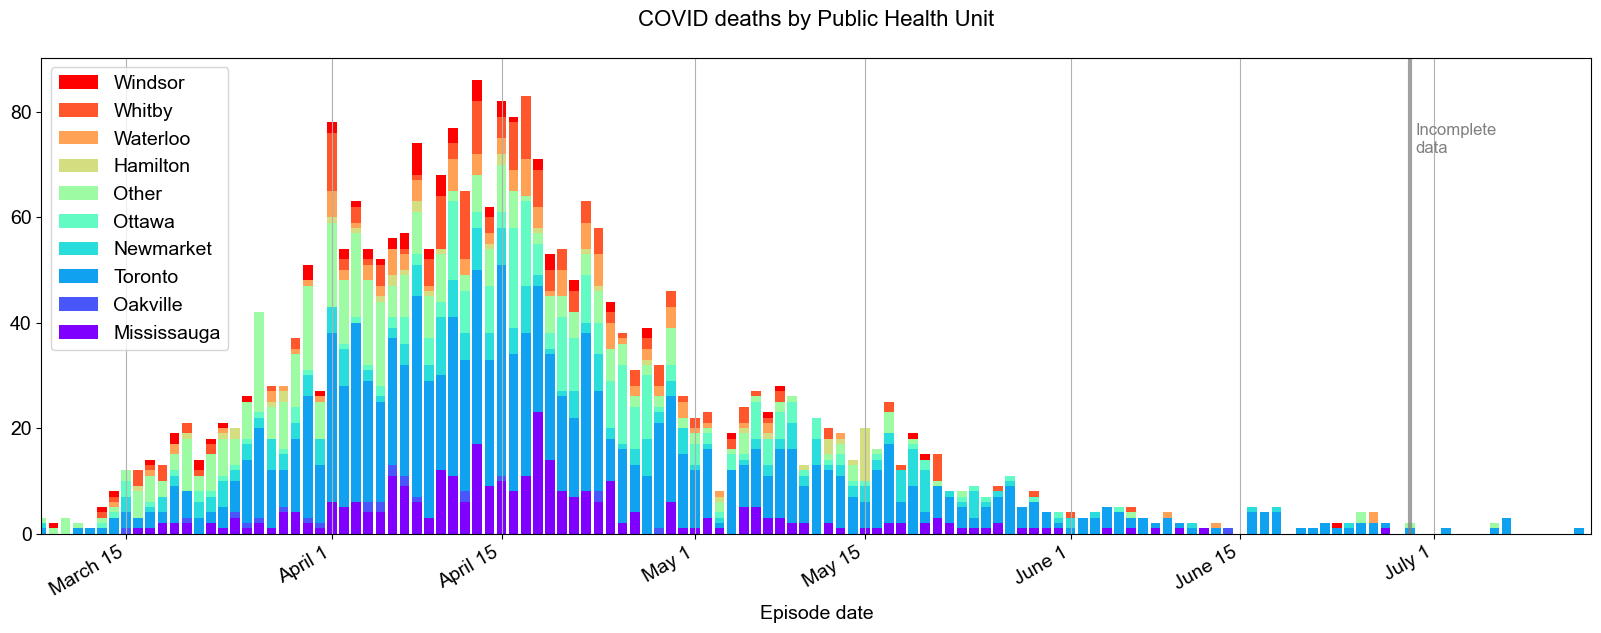 COVID deaths by Public Health Unit
Windsor
Whitby
Waterloo
Hamilton
Other
Ottawa
Newmarket
Toronto
Oakville
Mississauga
80
60
40
20
0
Incomplete
data
March 15
April 1
April 15
May 1
May 15
June 1
June 15
July 1
Episode date